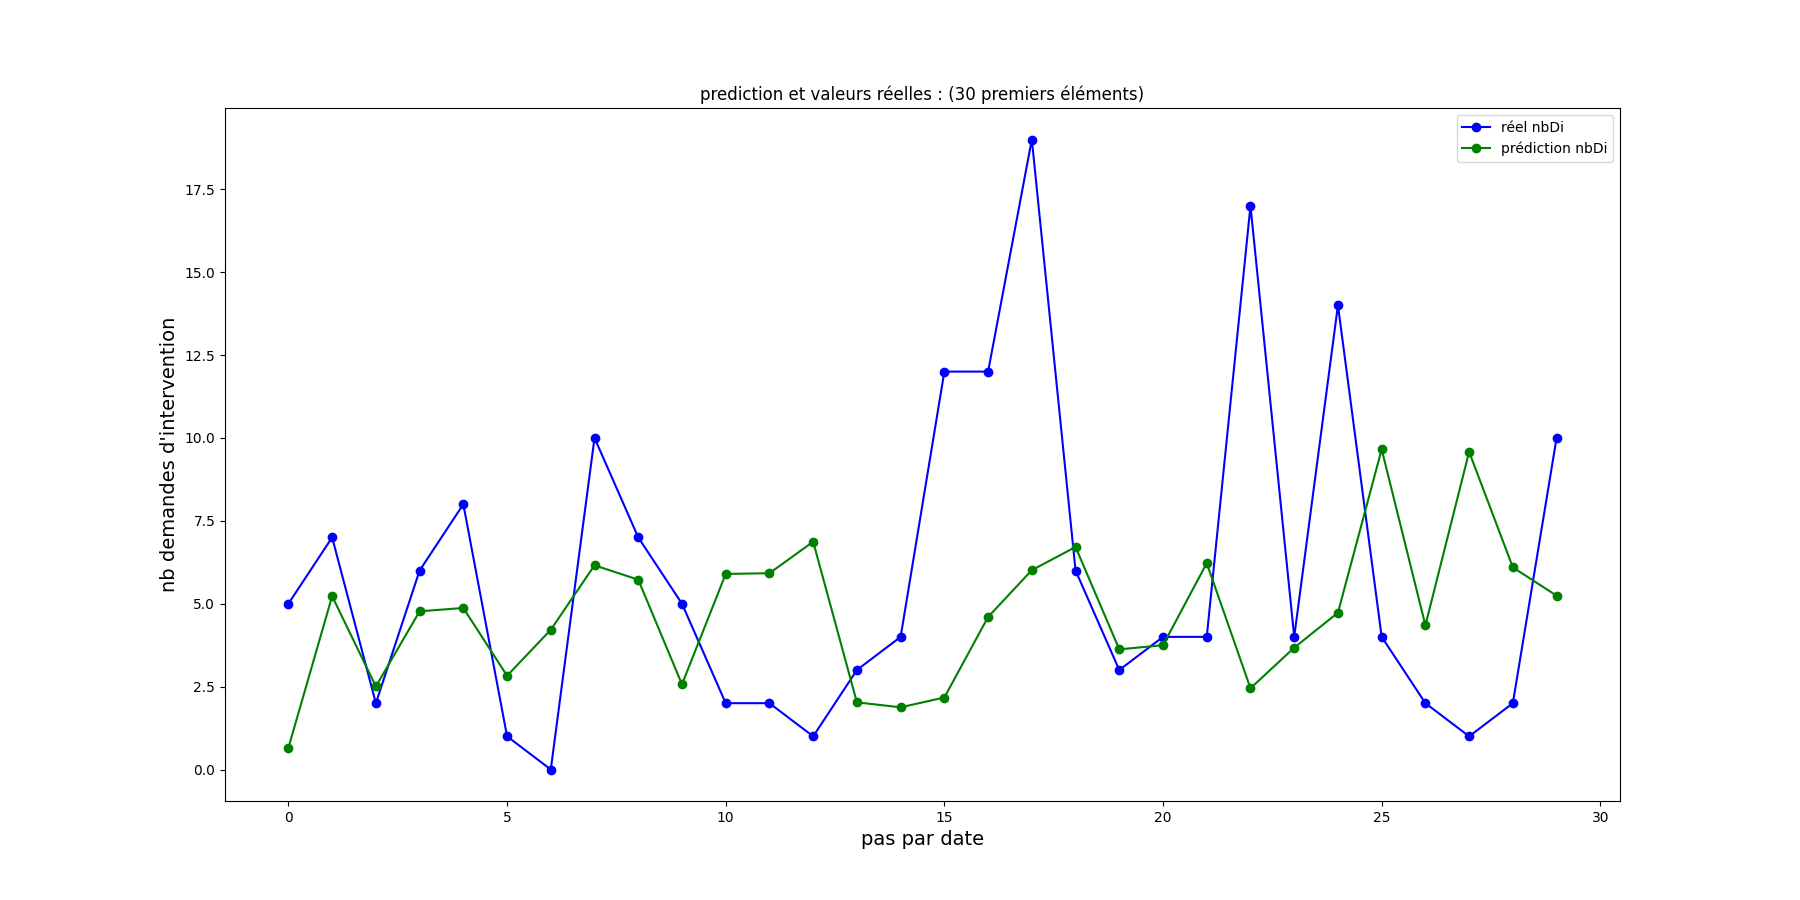 prediction et valeurs réelles : (30 premiers éléments)
réel nbDi
prédiction nbDi
17.5
15.0
12.5
10.0
7.5
5.0
2.5
0.0
nb demandes d'intervention
0 5 10 15 20 25 30
pas par date